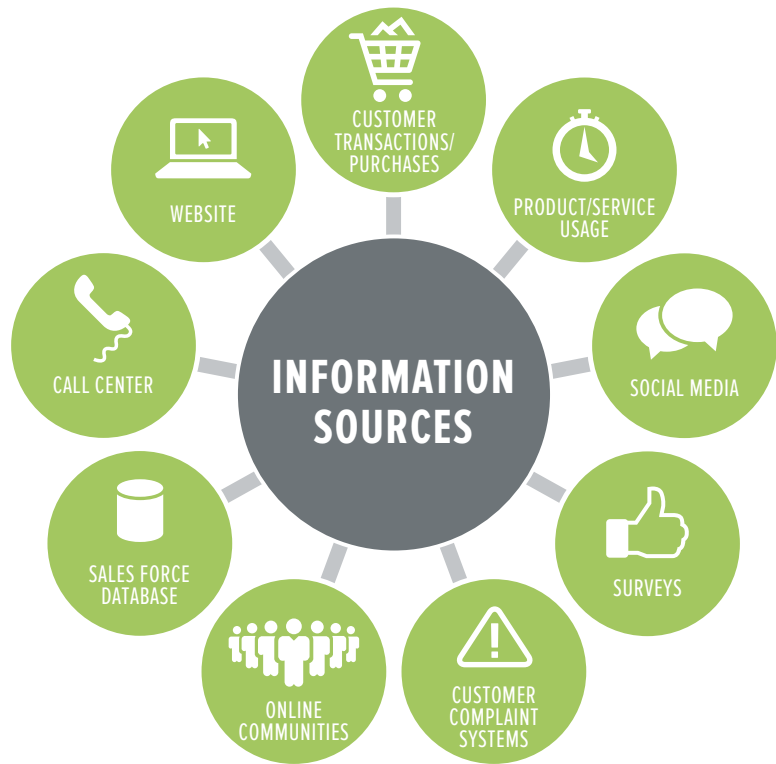 CUSTOMER
TRANSACTIONS/
PURCHASES
PRODUCT/SERVICE
USAGE
SOCIAL MEDIA
SURVEYS
CUSTOMER
COMPLAINT
SYSTEMS
ONLINE
COMMUNITIES
SALES FORCE
DATABASE
CALL CENTER
WEBSITE
INFORMATION
SOURCES